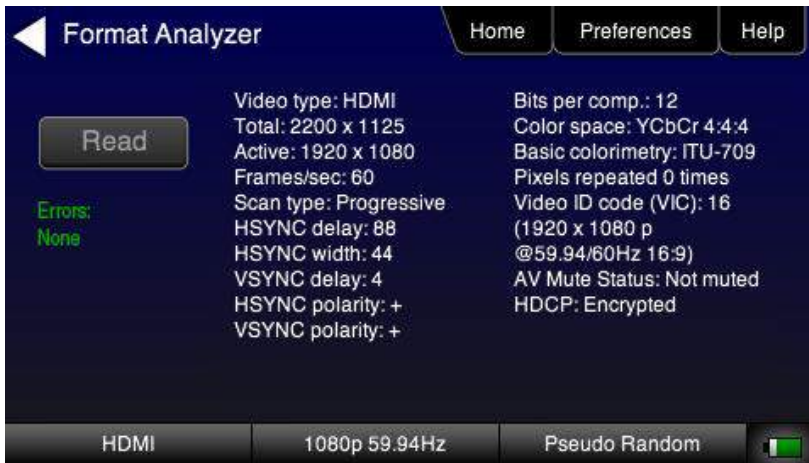 Format Analyzer
Home
Preferences
Help
Read
Errors:
None
Video type: HDMI
Total: 2200 x 1125
Active: 1920 x 1080
Frames/sec: 60
Scan type: Progressive
HSYNC delay: 88
HSYNC width: 44
VSYNC delay: 4
HSYNC polarity: +
VSYNC polarity: +
Bits per comp.: 12
Color space: YCbCr 4:4:4
Basic colorimetry: ITU-709
Pixels repeated 0 times
Video ID code (VIC): 16
(1920 x 1080 p
@59.94/60Hz 16:9)
AV Mute Status: Not muted
HDCP: Encrypted
HDMI
1080p 59.94Hz
Pseudo Random